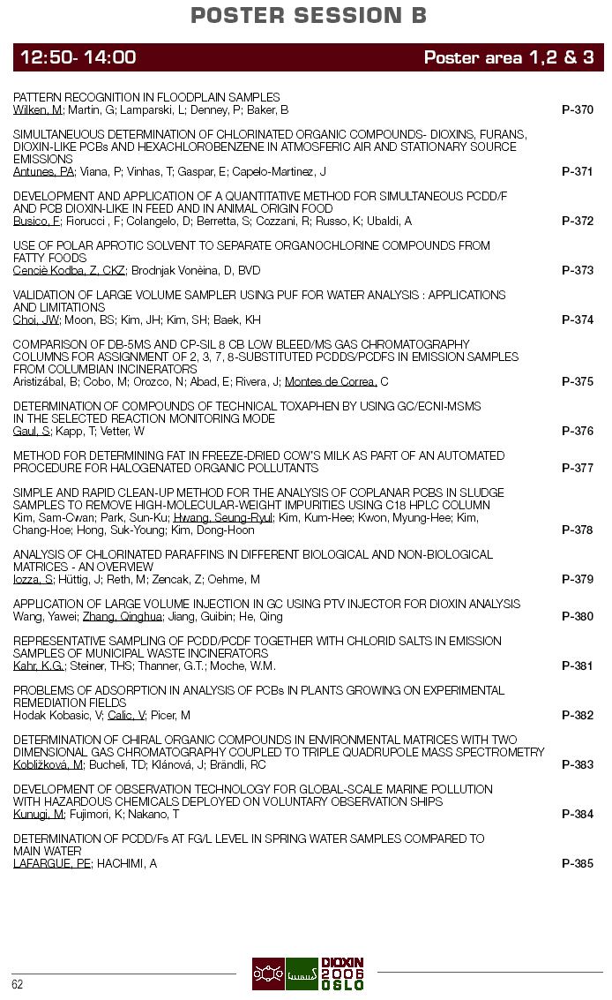 POSTER SESSION B
12:50- 14:00 Poster area 1,2 & 3
PATTERN RECOGNITION IN FLOODPLAIN SAMPLES
Wilken, M; Martin, G; Lamparski, L; Denney, P; Baker, B P-370
SIMULTANEUOUS DETERMINATION OF CHLORINATED ORGANIC COMPOUNDS- DIOXINS, FURANS,
DIOXIN-LIKE PCBs AND HEXACHLOROBENZENE IN ATMOSFERIC AIR AND STATIONARY SOURCE
EMISSIONS
Antunes, PA; Viana, P; Vinhas, T; Gaspar, E; Capelo-Martinez, J P-371
DEVELOPMENT AND APPLICATION OF A QUANTITATIVE METHOD FOR SIMULTANEOUS PCDD/F
AND PCB DIOXIN-LIKE IN FEED AND IN ANIMAL ORIGIN FOOD
Busico, F; Fiorucci , F; Colangelo, D; Berretta, S; Cozzani, R; Russo, K; Ubaldi, A P-372
USE OF POLAR APROTIC SOLVENT TO SEPARATE ORGANOCHLORINE COMPOUNDS FROM
FATTY FOODS
Cenciè Kodba, Z, CKZ; Brodnjak Vonèina, D, BVD P-373
VALIDATION OF LARGE VOLUME SAMPLER USING PUF FOR WATER ANALYSIS : APPLICATIONS
AND LIMITATIONS
Choi, JW; Moon, BS; Kim, JH; Kim, SH; Baek, KH P-374
COMPARISON OF DB-5MS AND CP-SIL 8 CB LOW BLEED/MS GAS CHROMATOGRAPHY
COLUMNS FOR ASSIGNMENT OF 2, 3, 7, 8-SUBSTITUTED PCDDS/PCDFS IN EMISSION SAMPLES
FROM COLUMBIAN INCINERATORS
Aristizábal, B; Cobo, M; Orozco, N; Abad, E; Rivera, J; Montes de Correa, C P-375
DETERMINATION OF COMPOUNDS OF TECHNICAL TOXAPHEN BY USING GC/ECNI-MSMS
IN THE SELECTED REACTION MONITORING MODE
Gaul, S; Kapp, T; Vetter, W P-376
METHOD FOR DETERMINING FAT IN FREEZE-DRIED COW'S MILK AS PART OF AN AUTOMATED
PROCEDURE FOR HALOGENATED ORGANIC POLLUTANTS P-377
SIMPLE AND RAPID CLEAN-UP METHOD FOR THE ANALYSIS OF COPLANAR PCBS IN SLUDGE
SAMPLES TO REMOVE HIGH-MOLECULAR-WEIGHT IMPURITIES USING C18 HPLC COLUMN
Kim, Sam-Cwan; Park, Sun-Ku; Hwang, Seung-Ryul; Kim, Kum-Hee; Kwon, Myung-Hee; Kim,
Chang-Hoe; Hong, Suk-Young; Kim, Dong-Hoon P-378
ANALYSIS OF CHLORINATED PARAFFINS IN DIFFERENT BIOLOGICAL AND NON-BIOLOGICAL
MATRICES - AN OVERVIEW
Iozza, S; Hüttig, J; Reth, M; Zencak, Z; Oehme, M P-379
APPLICATION OF LARGE VOLUME INJECTION IN GC USING PTV INJECTOR FOR DIOXIN ANALYSIS
Wang, Yawei; Zhang, Qinghua; Jiang, Guibin; He, Qing P-380
REPRESENTATIVE SAMPLING OF PCDD/PCDF TOGETHER WITH CHLORID SALTS IN EMISSION
SAMPLES OF MUNICIPAL WASTE INCINERATORS
Kahr, K.G.; Steiner, THS; Thanner, G.T.; Moche, W.M. P-381
PROBLEMS OF ADSORPTION IN ANALYSIS OF PCBs IN PLANTS GROWING ON EXPERIMENTAL
REMEDIATION FIELDS
Hodak Kobasic, V; Calic, V; Picer, M P-382
DETERMINATION OF CHIRAL ORGANIC COMPOUNDS IN ENVIRONMENTAL MATRICES WITH TWO
DIMENSIONAL GAS CHROMATOGRAPHY COUPLED TO TRIPLE QUADRUPOLE MASS SPECTROMETRY
Kobližková, M; Bucheli, TD; Klánová, J; Brändli, RC P-383
DEVELOPMENT OF OBSERVATION TECHNOLOGY FOR GLOBAL-SCALE MARINE POLLUTION
WITH HAZARDOUS CHEMICALS DEPLOYED ON VOLUNTARY OBSERVATION SHIPS
Kunugi, M; Fujimori, K; Nakano, T P-384
DETERMINATION OF PCDD/Fs AT FG/L LEVEL IN SPRING WATER SAMPLES COMPARED TO
MAIN WATER
LAFARGUE, PE; HACHIMI, A P-385
DIOXIN
2006
OSLO
62